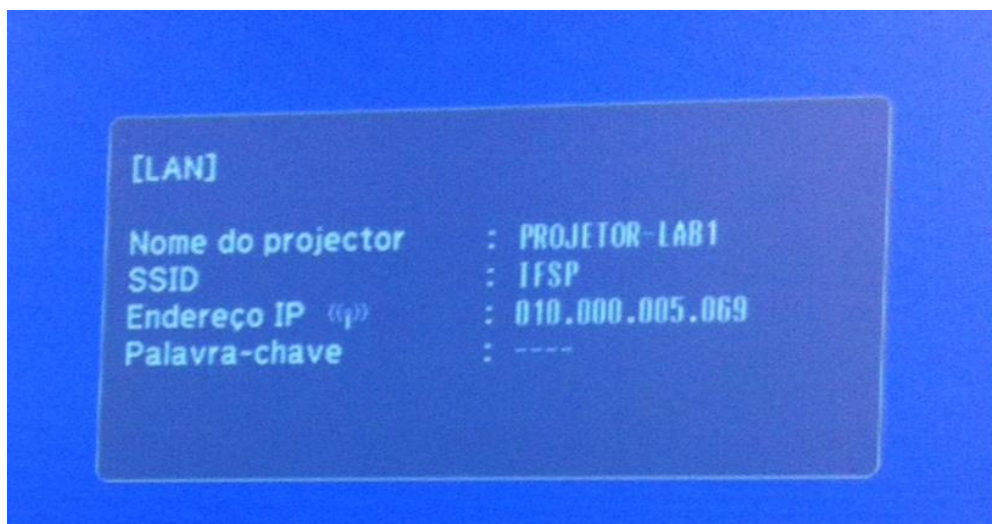 [LAN]
Nome do projector : PROJETOR-LAB1
SSID : IFSP
Endereço IP : 010.000.005.069
Palavra-chave : ----